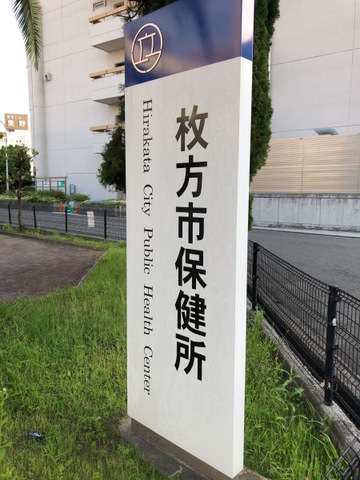 枚方市保健所
Hirakata City Public Health Center